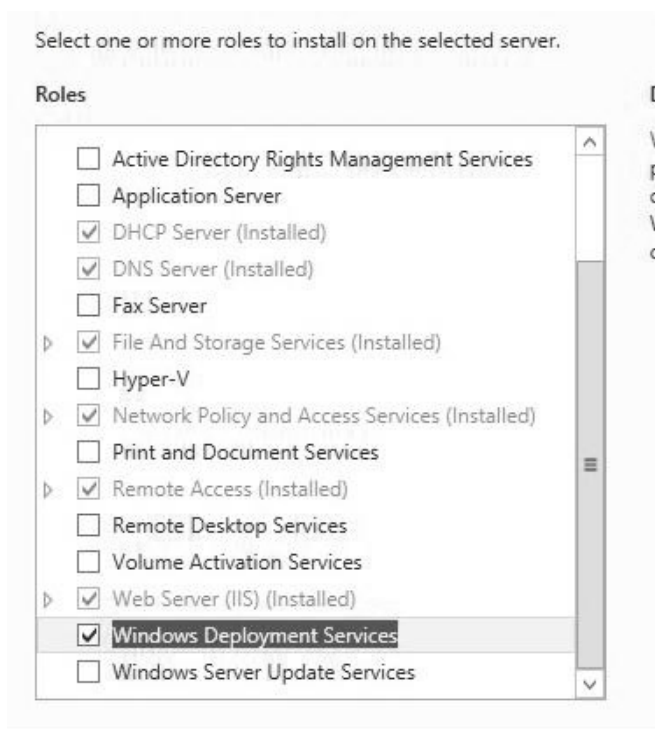 Select one or more roles to install on the selected server.
Roles
Active Directory Rights Management Services
Application Server
DHCP Server (Installed)
DNS Server (Installed)
Fax Server
File And Storage Services (Installed)
Hyper-V
Network Policy and Access Services (Installed)
Print and Document Services
Remote Access (Installed)
Remote Desktop Services
Volume Activation Services
Web Server (IIS) (Installed)
Windows Deployment Services
Windows Server Update Services